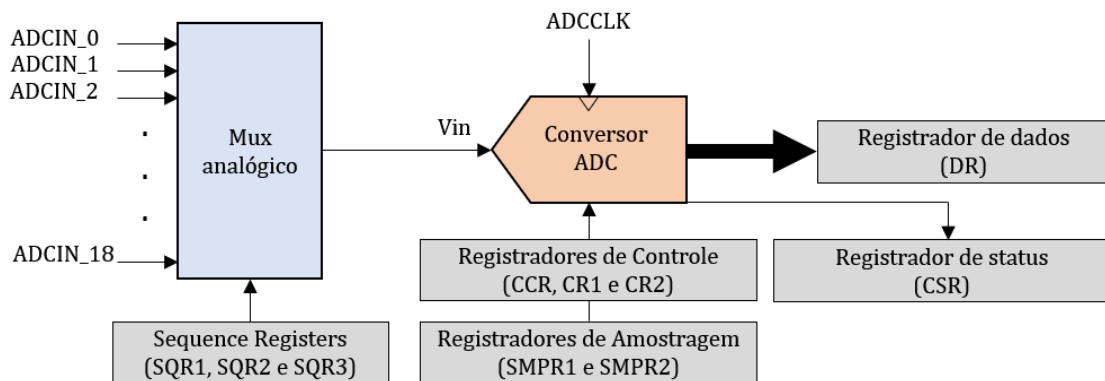 ADCCLK
ADCIN_0
ADCIN_1
ADCIN_2
.
.
.
ADCIN_18
Mux
analógico
Vin
Conversor
ADC
Registrador de dados
(DR)
Registradores de Controle
(CCR, CR1 e CR2)
Registrador de status
(CSR)
Sequence Registers
(SQR1, SQR2 e SQR3)
Registradores de Amostragem
(SMPR1 e SMPR2)